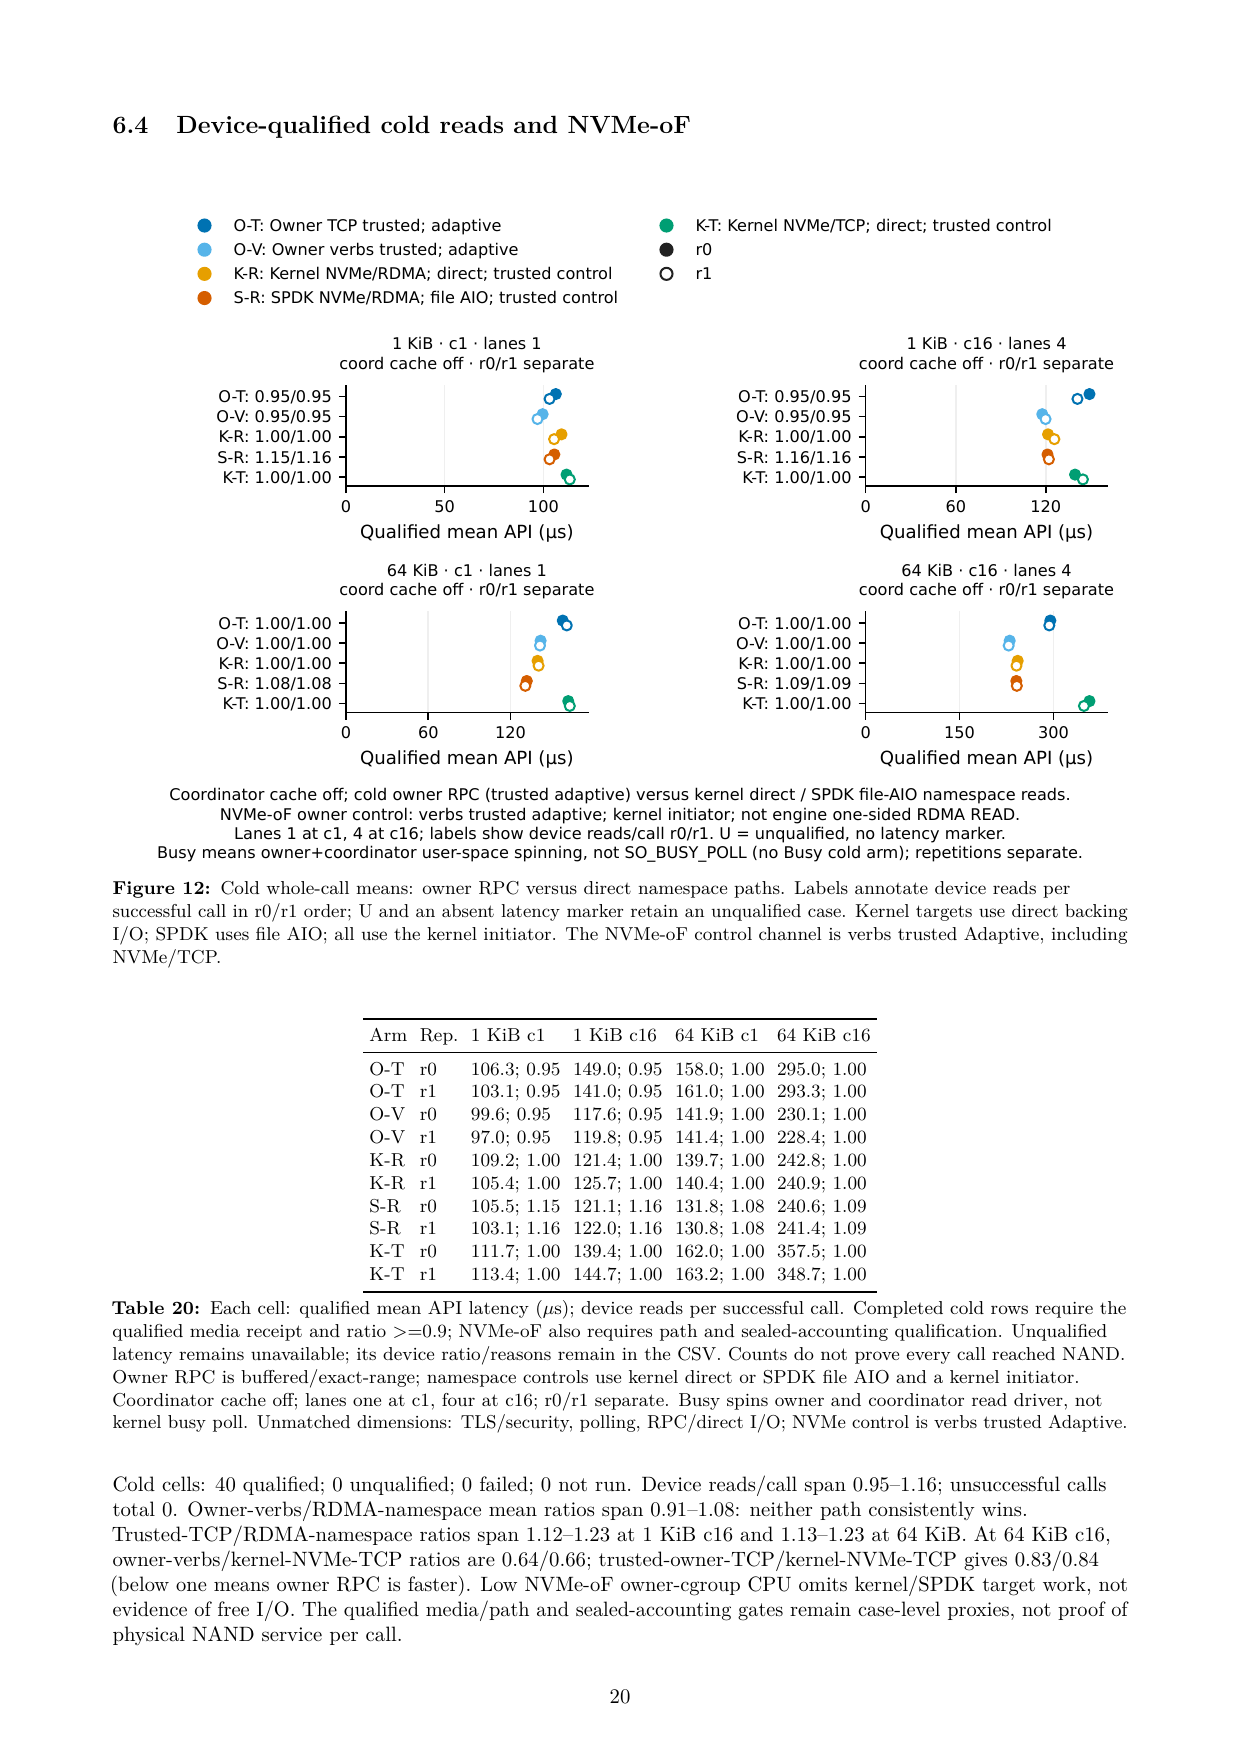 6.4 Device-qualified cold reads and NVMe-oF
O-T: Owner TCP trusted; adaptive
O-V: Owner verbs trusted; adaptive
K-R: Kernel NVMe/RDMA; direct; trusted control
S-R: SPDK NVMe/RDMA; file AIO; trusted control
K-T: Kernel NVMe/TCP; direct; trusted control
r0
r1
1 KiB · c1 · lanes 1
coord cache off · r0/r1 separate
O-T: 0.95/0.95
O-V: 0.95/0.95
K-R: 1.00/1.00
S-R: 1.15/1.16
K-T: 1.00/1.00
0 50 100
Qualified mean API (μs)
1 KiB · c16 · lanes 4
coord cache off · r0/r1 separate
O-T: 0.95/0.95
O-V: 0.95/0.95
K-R: 1.00/1.00
S-R: 1.16/1.16
K-T: 1.00/1.00
0 60 120
Qualified mean API (μs)
64 KiB · c1 · lanes 1
coord cache off · r0/r1 separate
O-T: 1.00/1.00
O-V: 1.00/1.00
K-R: 1.00/1.00
S-R: 1.08/1.08
K-T: 1.00/1.00
0 60 120
Qualified mean API (μs)
64 KiB · c16 · lanes 4
coord cache off · r0/r1 separate
O-T: 1.00/1.00
O-V: 1.00/1.00
K-R: 1.00/1.00
S-R: 1.09/1.09
K-T: 1.00/1.00
0 150 300
Qualified mean API (μs)
Coordinator cache off; cold owner RPC (trusted adaptive) versus kernel direct / SPDK file-AIO namespace reads.
NVMe-oF owner control: verbs trusted adaptive; kernel initiator; not engine one-sided RDMA READ.
Lanes 1 at c1, 4 at c16; labels show device reads/call r0/r1. U = unqualified, no latency marker.
Busy means owner+coordinator user-space spinning, not SO_BUSY_POLL (no Busy cold arm); repetitions separate.
Figure 12: Cold whole-call means: owner RPC versus direct namespace paths. Labels annotate device reads per
successful call in r0/r1 order; U and an absent latency marker retain an unqualified case. Kernel targets use direct backing
I/O; SPDK uses file AIO; all use the kernel initiator. The NVMe-oF control channel is verbs trusted Adaptive, including
NVMe/TCP.
Arm Rep. 1 KiB c1 1 KiB c16 64 KiB c1 64 KiB c16
O-T r0 106.3; 0.95 149.0; 0.95 158.0; 1.00 295.0; 1.00
O-T r1 103.1; 0.95 141.0; 0.95 161.0; 1.00 293.3; 1.00
O-V r0 99.6; 0.95 117.6; 0.95 141.9; 1.00 230.1; 1.00
O-V r1 97.0; 0.95 119.8; 0.95 141.4; 1.00 228.4; 1.00
K-R r0 109.2; 1.00 121.4; 1.00 139.7; 1.00 242.8; 1.00
K-R r1 105.4; 1.00 125.7; 1.00 140.4; 1.00 240.9; 1.00
S-R r0 105.5; 1.15 121.1; 1.16 131.8; 1.08 240.6; 1.09
S-R r1 103.1; 1.16 122.0; 1.16 130.8; 1.08 241.4; 1.09
K-T r0 111.7; 1.00 139.4; 1.00 162.0; 1.00 357.5; 1.00
K-T r1 113.4; 1.00 144.7; 1.00 163.2; 1.00 348.7; 1.00
Table 20: Each cell: qualified mean API latency (μs); device reads per successful call. Completed cold rows require the
qualified media receipt and ratio >=0.9; NVMe-oF also requires path and sealed-accounting qualification. Unqualified
latency remains unavailable; its device ratio/reasons remain in the CSV. Counts do not prove every call reached NAND.
Owner RPC is buffered/exact-range; namespace controls use kernel direct or SPDK file AIO and a kernel initiator.
Coordinator cache off; lanes one at c1, four at c16; r0/r1 separate. Busy spins owner and coordinator read driver, not
kernel busy poll. Unmatched dimensions: TLS/security, polling, RPC/direct I/O; NVMe control is verbs trusted Adaptive.
Cold cells: 40 qualified; 0 unqualified; 0 failed; 0 not run. Device reads/call span 0.95–1.16; unsuccessful calls
total 0. Owner-verbs/RDMA-namespace mean ratios span 0.91–1.08: neither path consistently wins.
Trusted-TCP/RDMA-namespace ratios span 1.12–1.23 at 1 KiB c16 and 1.13–1.23 at 64 KiB. At 64 KiB c16,
owner-verbs/kernel-NVMe-TCP ratios are 0.64/0.66; trusted-owner-TCP/kernel-NVMe-TCP gives 0.83/0.84
(below one means owner RPC is faster). Low NVMe-oF owner-cgroup CPU omits kernel/SPDK target work, not
evidence of free I/O. The qualified media/path and sealed-accounting gates remain case-level proxies, not proof of
physical NAND service per call.
20